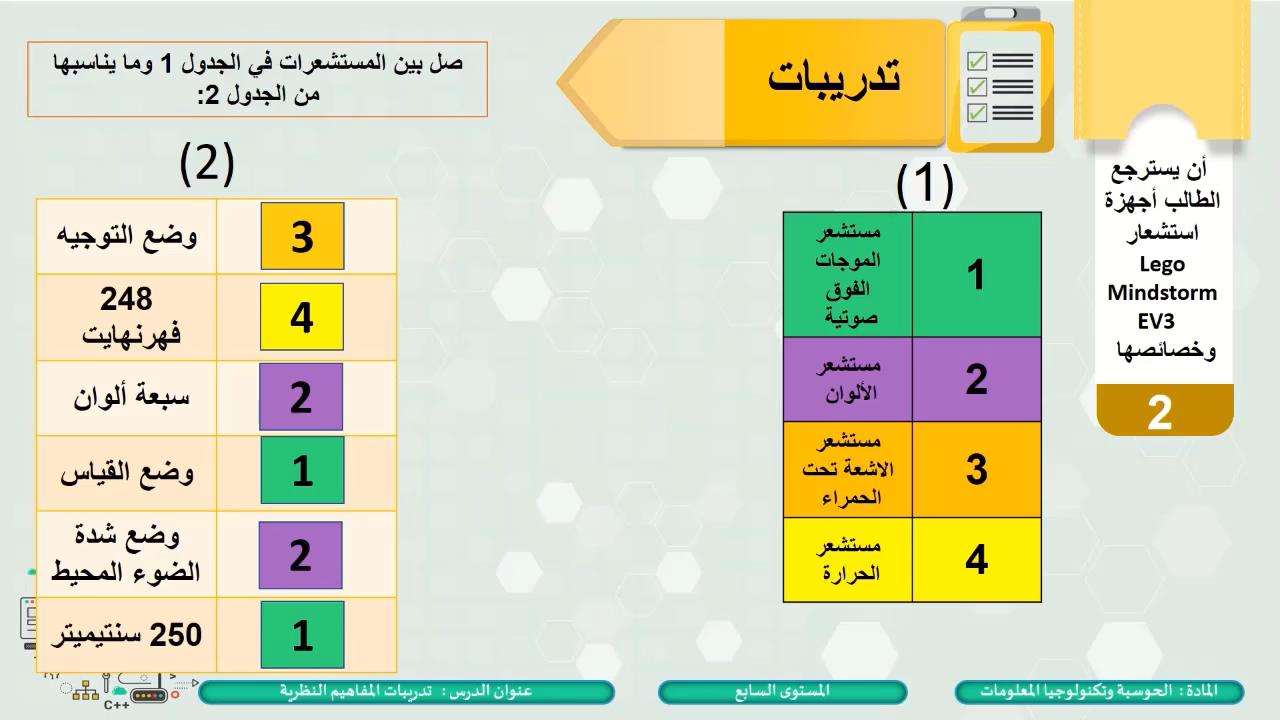 تدريبات
صل بين المستشعرات في الجدول 1 وما يناسبها
من الجدول 2:
أن يسترجع
الطالب أجهزة
استشعار
Lego
Mindstorm
EV3
وخصائصها
2
(1)
1
مستشعر
الموجات
الفوق
صوتية
2
مستشعر
الألوان
3
مستشعر
الاشعة تحت
الحمراء
4
مستشعر
الحرارة
(2)
3
وضع التوجيه
4
248
فهرنهايت
2
سبعة ألوان
1
وضع القياس
2
وضع شدة
الضوء المحيط
1
250 سنتيميتر
المادة : الحوسبة وتكنولوجيا المعلومات
المستوى السابع
عنوان الدرس : تدريبات المفاهيم النظرية
C++